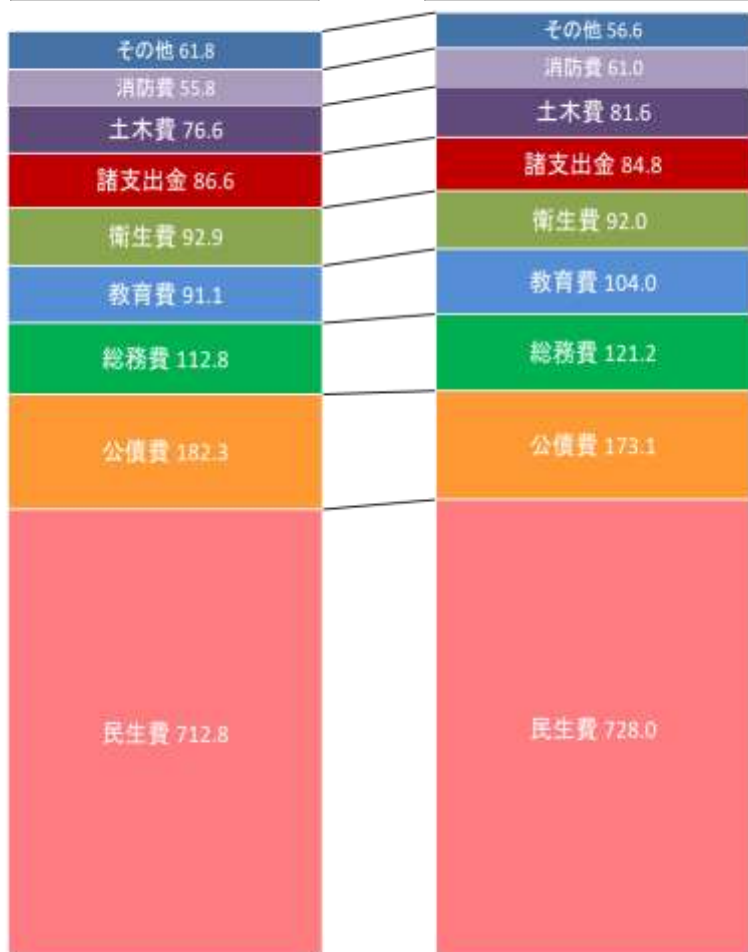 その他 61.8
消防費 55.8
土木費 76.6
諸支出金 86.6
衛生費 92.9
教育費 91.1
総務費 112.8
公債費 182.3
民生費 712.8
その他 56.6
消防費 61.0
土木費 81.6
諸支出金 84.8
衛生費 92.0
教育費 104.0
総務費 121.2
公債費 173.1
民生費 728.0